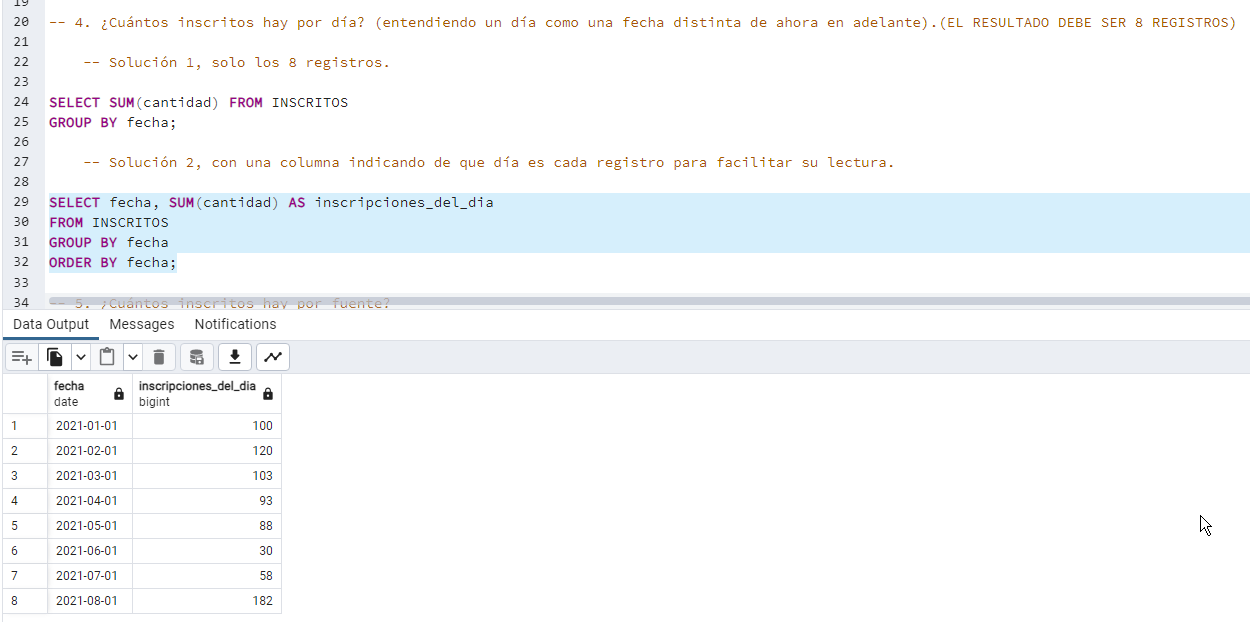 19
20 -- 4. ¿Cuántos inscritos hay por día? (entendiendo un día como una fecha distinta de ahora en adelante).(EL RESULTADO DEBE SER 8 REGISTROS)
21
22 -- Solución 1, solo los 8 registros.
23
24 SELECT SUM(cantidad) FROM INSCRITOS
25 GROUP BY fecha;
26
27 -- Solución 2, con una columna indicando de que día es cada registro para facilitar su lectura.
28
29 SELECT fecha, SUM(cantidad) AS inscripciones_del_dia
30 FROM INSCRITOS
31 GROUP BY fecha
32 ORDER BY fecha;
33
34 -- 5. ¿Cuántos inscritos hay por fuente?
Data Output Messages Notifications
fecha inscripciones_del_dia
date bigint
1 2021-01-01 100
2 2021-02-01 120
3 2021-03-01 103
4 2021-04-01 93
5 2021-05-01 88
6 2021-06-01 30
7 2021-07-01 58
8 2021-08-01 182